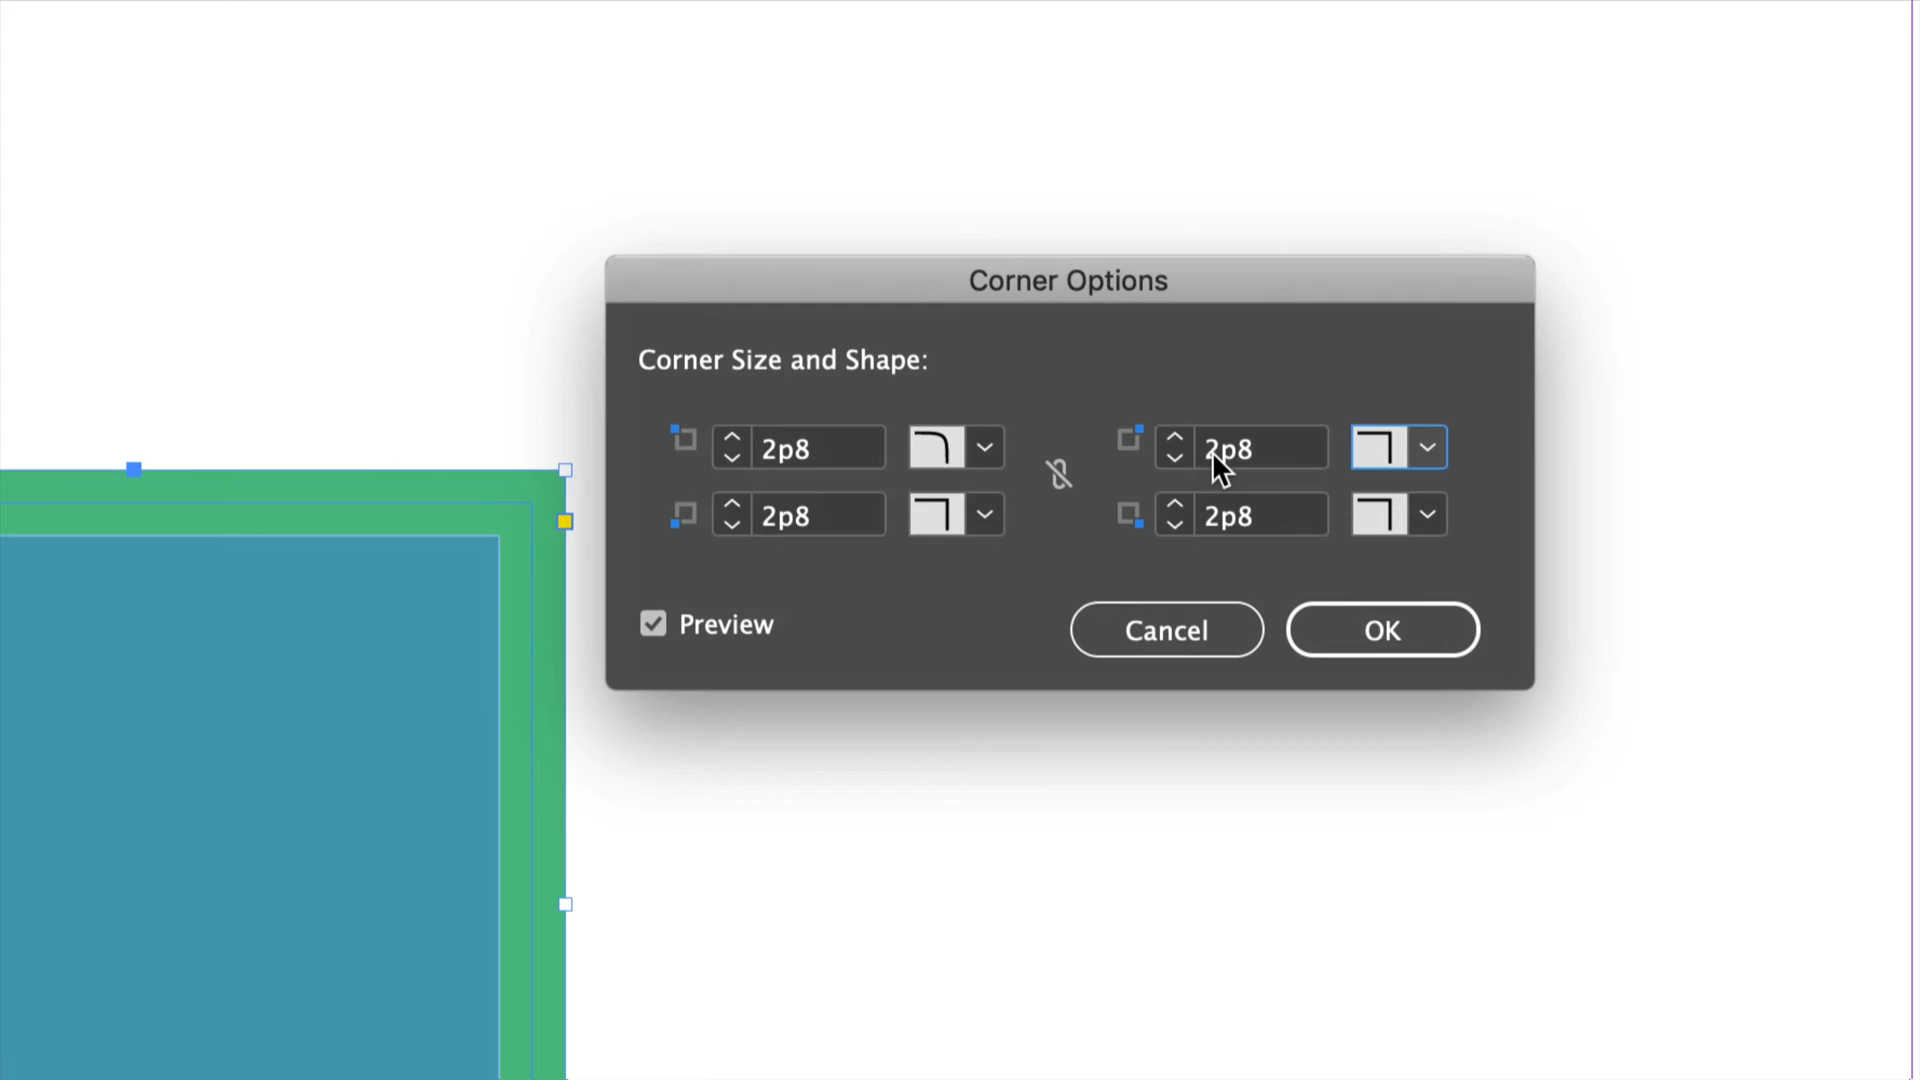 Corner Options
Corner Size and Shape:
2p8 2p8
2p8 2p8
Preview Cancel OK